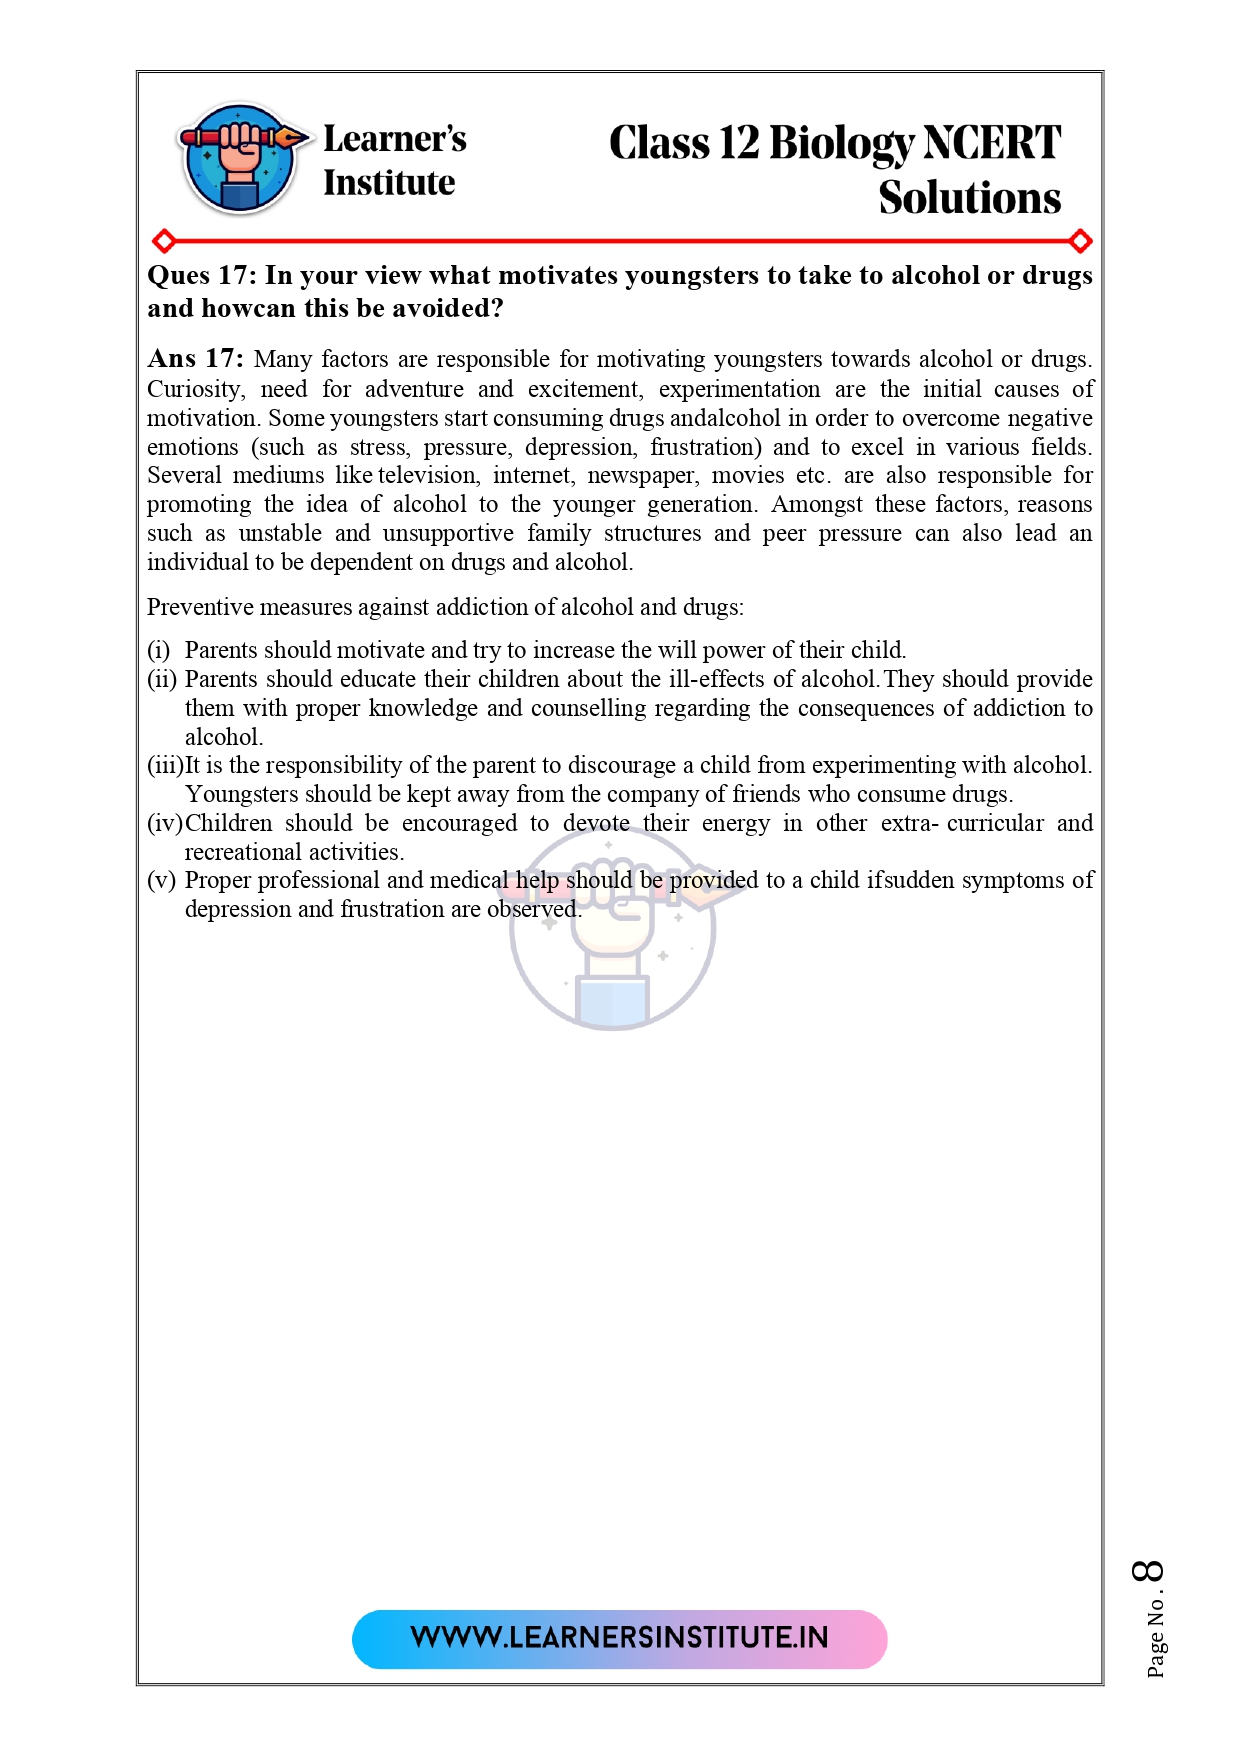 Learner's
Institute
Class 12 Biology NCERT
Solutions
Ques 17: In your view what motivates youngsters to take to alcohol or drugs
and howcan this be avoided?
Ans 17: Many factors are responsible for motivating youngsters towards alcohol or drugs.
Curiosity, need for adventure and excitement, experimentation are the initial causes of
motivation. Some youngsters start consuming drugs andalcohol in order to overcome negative
emotions (such as stress, pressure, depression, frustration) and to excel in various fields.
Several mediums like television, internet, newspaper, movies etc. are also responsible for
promoting the idea of alcohol to the younger generation. Amongst these factors, reasons
such as unstable and unsupportive family structures and peer pressure can also lead an
individual to be dependent on drugs and alcohol.
Preventive measures against addiction of alcohol and drugs:
(i) Parents should motivate and try to increase the will power of their child.
(ii) Parents should educate their children about the ill-effects of alcohol.They should provide
them with proper knowledge and counselling regarding the consequences of addiction to
alcohol.
(iii)It is the responsibility of the parent to discourage a child from experimenting with alcohol.
Youngsters should be kept away from the company of friends who consume drugs.
(iv)Children should be encouraged to devote their energy in other extra- curricular and
recreational activities.
(v) Proper professional and medical help should be provided to a child ifsudden symptoms of
depression and frustration are observed.
WWW.LEARNERSINSTITUTE.IN
Page No. 8